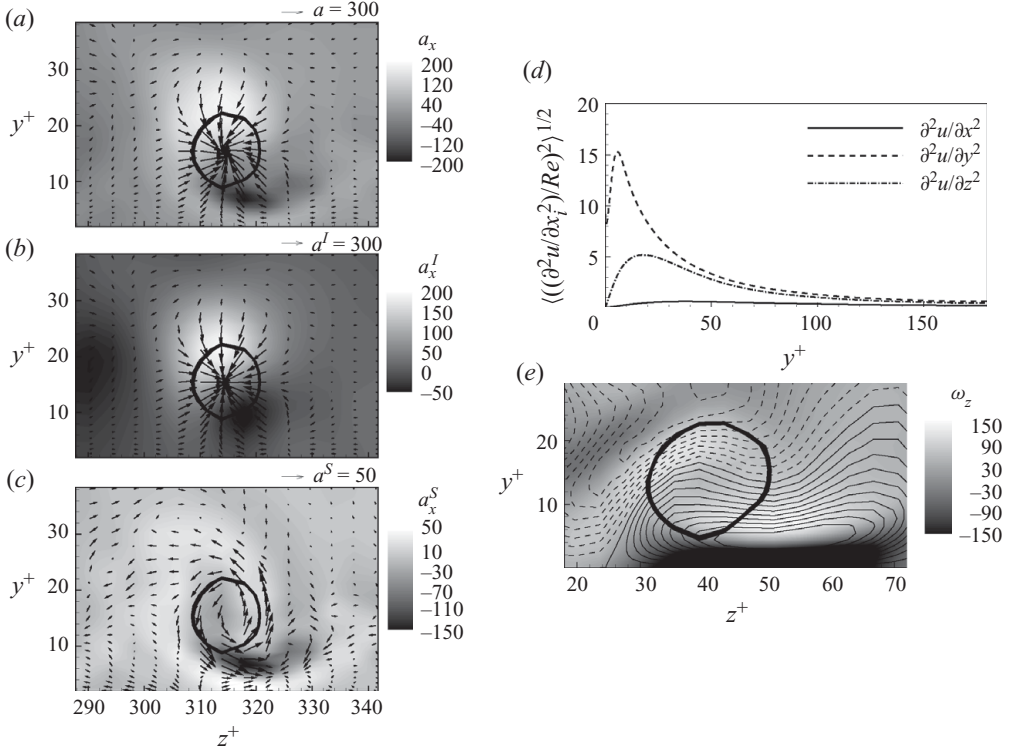 (a)
a = 300
a_x
200
120
40
−40
−120
−200
y⁺
30
20
10
(b)
a^I = 300
a_x^I
200
150
100
50
0
−50
y⁺
30
20
10
(c)
a^S = 50
a_x^S
50
10
−30
−70
−110
−150
y⁺
30
20
10
290 300 310 320 330 340
z⁺
(d)
⟨((∂²u/∂x_i²)/Re)²⟩^{1/2}
20
15
10
5
0 50 100 150
y⁺
∂²u/∂x²
∂²u/∂y²
∂²u/∂z²
(e)
ω_z
150
90
30
−30
−90
−150
y⁺
20
10
20 30 40 50 60 70
z⁺